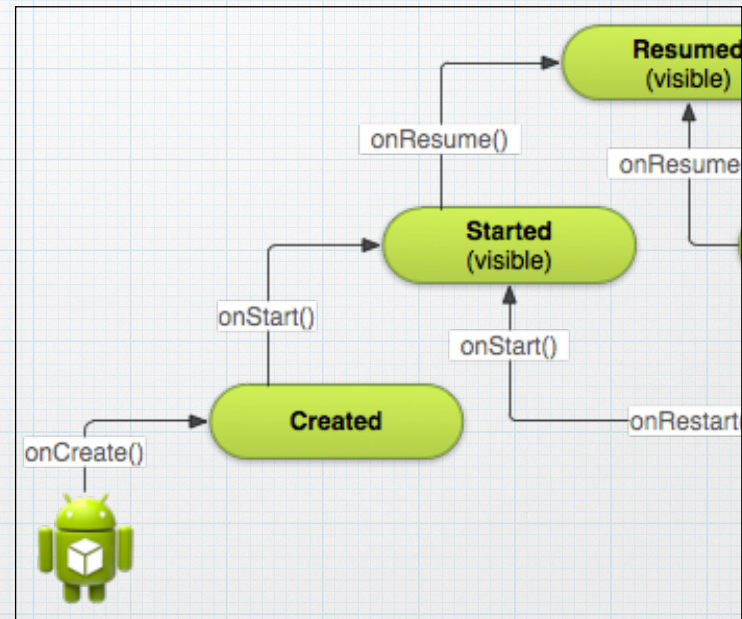 Resumed
(visible)
onResume()
onResume
Started
(visible)
onStart()
onStart()
Created
onRestart(
onCreate()